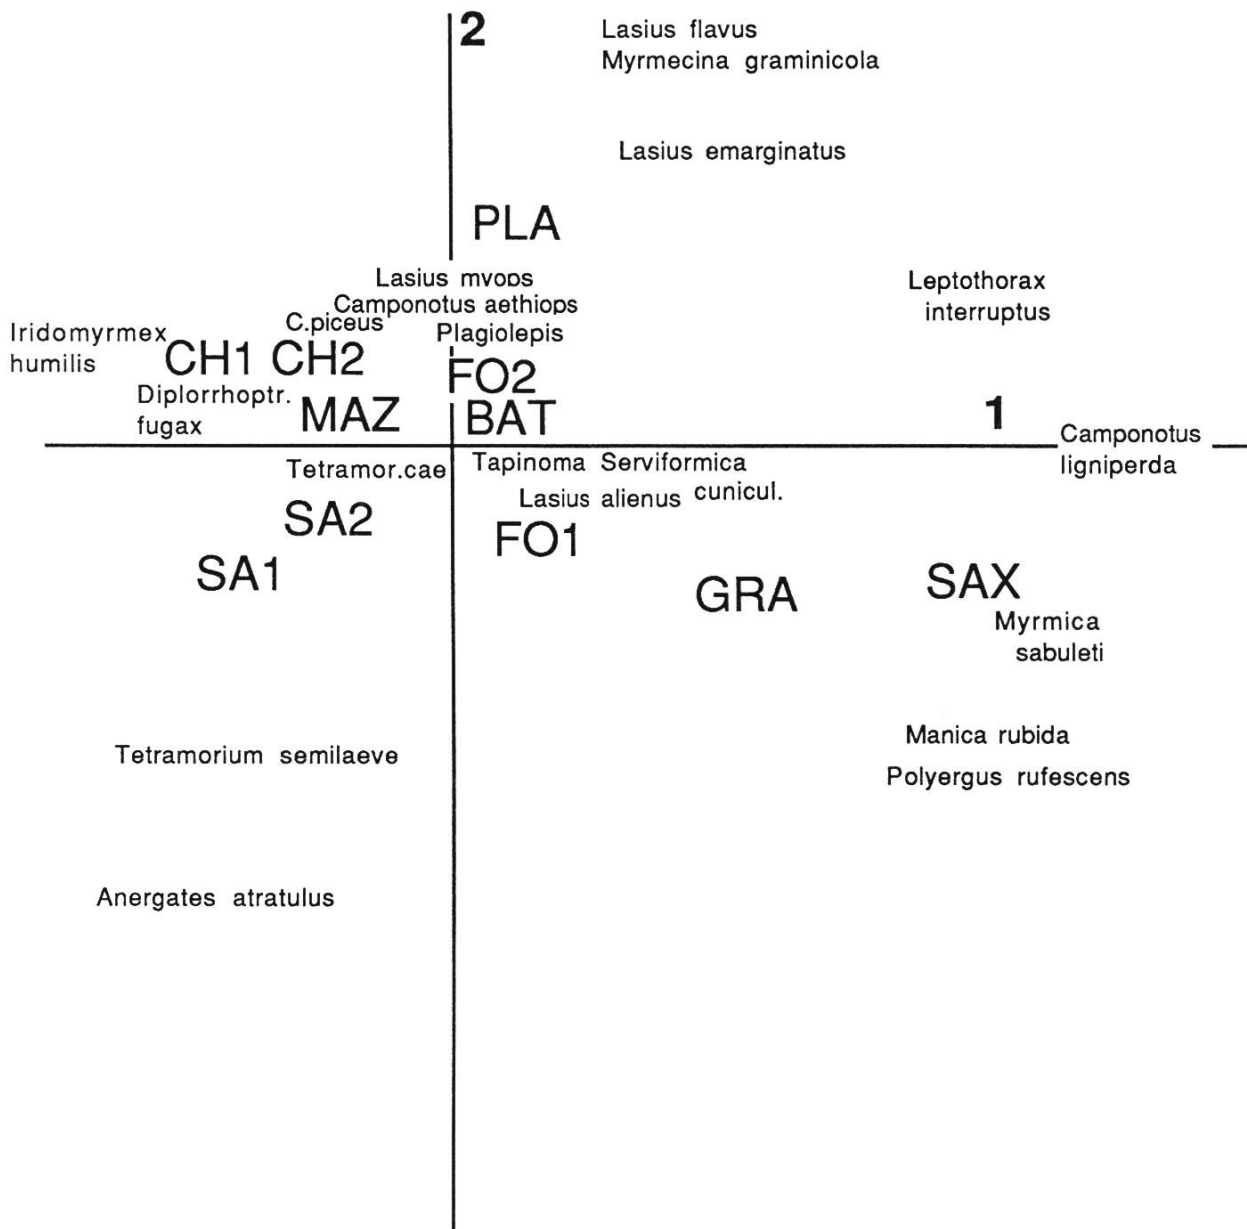 2
Lasius flavus
Myrmecina graminicola
Lasius emarginatus
PLA
Lasius myops
Camponotus aethiops
C.piceus
Plagiolepis
Leptothorax
interruptus
Iridomyrmex
humilis
CH1 CH2
FO2
Diplorrhoptr.
fugax
MAZ
BAT
1
Camponotus
ligniperda
Tetramor.cae
Tapinoma Serviformica
cunicul.
Lasius alienus
SA2
FO1
SA1
GRA
SAX
Myrmica
sabuleti
Manica rubida
Polyergus rufescens
Tetramorium semilaeve
Anergates atratulus